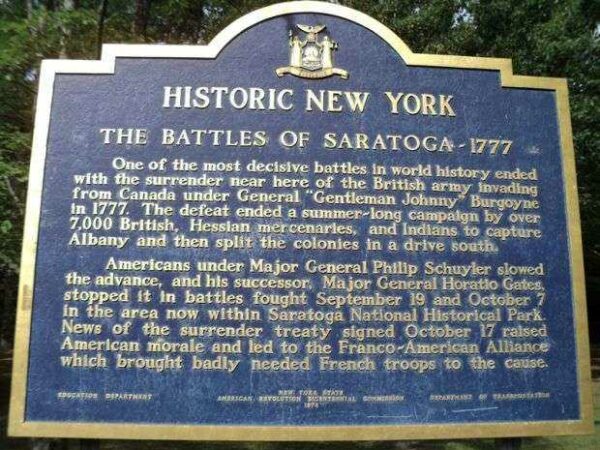 HISTORIC NEW YORK
THE BATTLES OF SARATOGA - 1777
One of the most decisive battles in world history ended
with the surrender near here of the British army invading
from Canada under General "Gentleman Johnny" Burgoyne
in 1777. The defeat ended a summer-long campaign by over
7,000 British, Hessian mercenaries, and Indians to capture
Albany and then split the colonies in a drive south.
Americans under Major General Philip Schuyler slowed
the advance, and his successor, Major General Horatio Gates,
stopped it in battles fought September 19 and October 7
in the area now within Saratoga National Historical Park.
News of the surrender treaty signed October 17 raised
American morale and led to the Franco-American Alliance
which brought badly needed French troops to the cause.
NEW YORK STATE
EDUCATION DEPARTMENT AMERICAN REVOLUTION BICENTENNIAL COMMISSION DEPARTMENT OF TRANSPORTATION